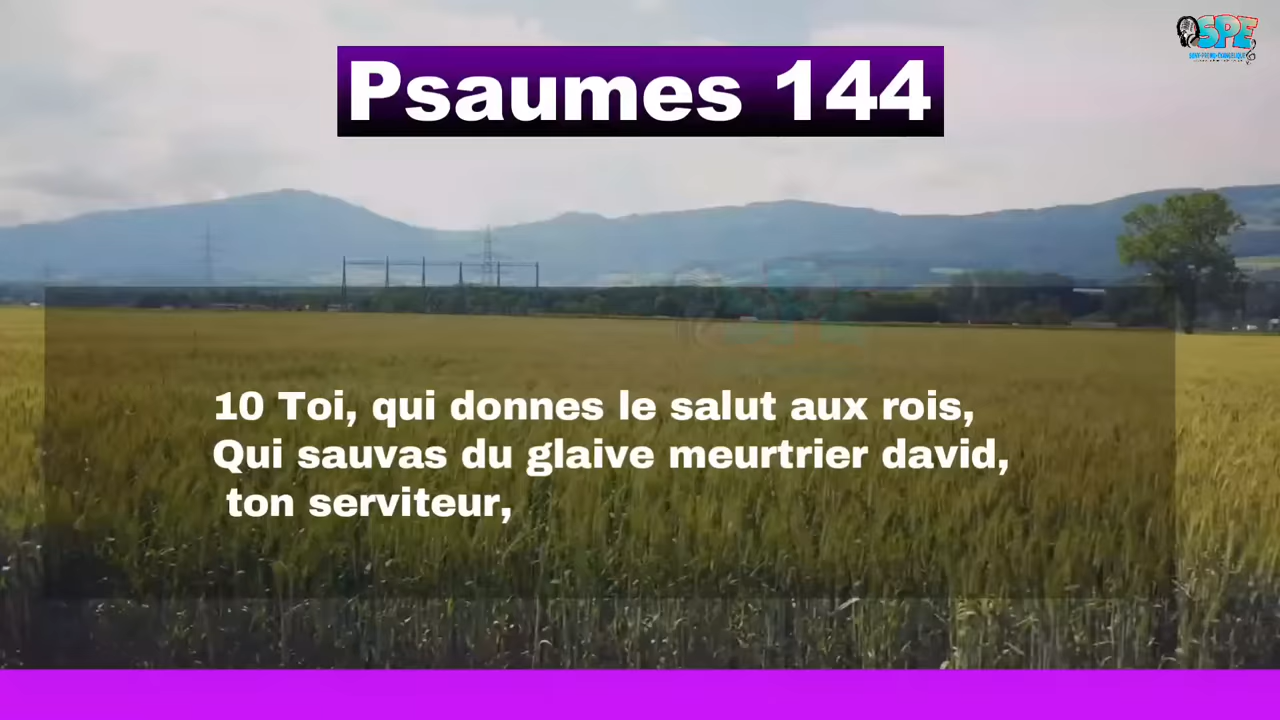 SPE
Psaumes 144
10 Toi, qui donnes le salut aux rois,
Qui sauvas du glaive meurtrier david,
ton serviteur,